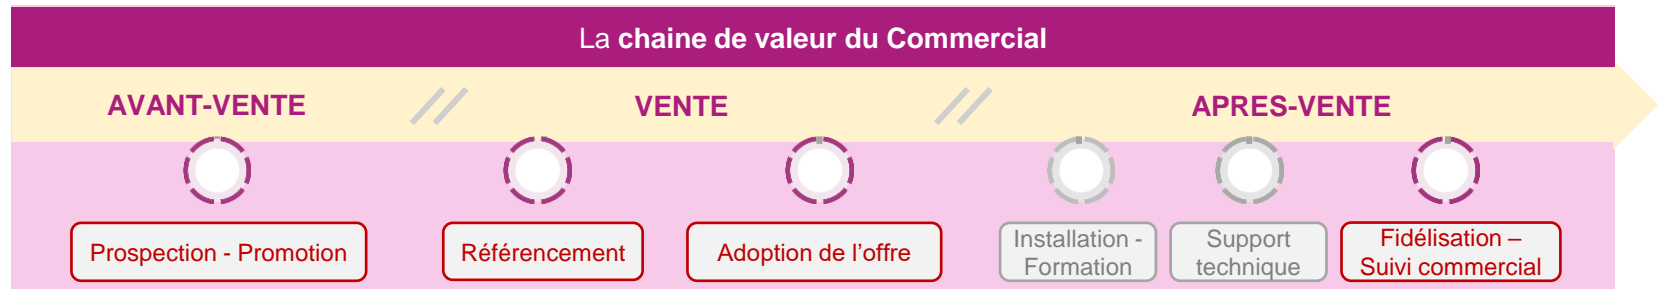 La chaine de valeur du Commercial
AVANT-VENTE
VENTE
APRES-VENTE
Prospection - Promotion
Référencement
Adoption de l’offre
Installation -
Formation
Support
technique
Fidélisation –
Suivi commercial